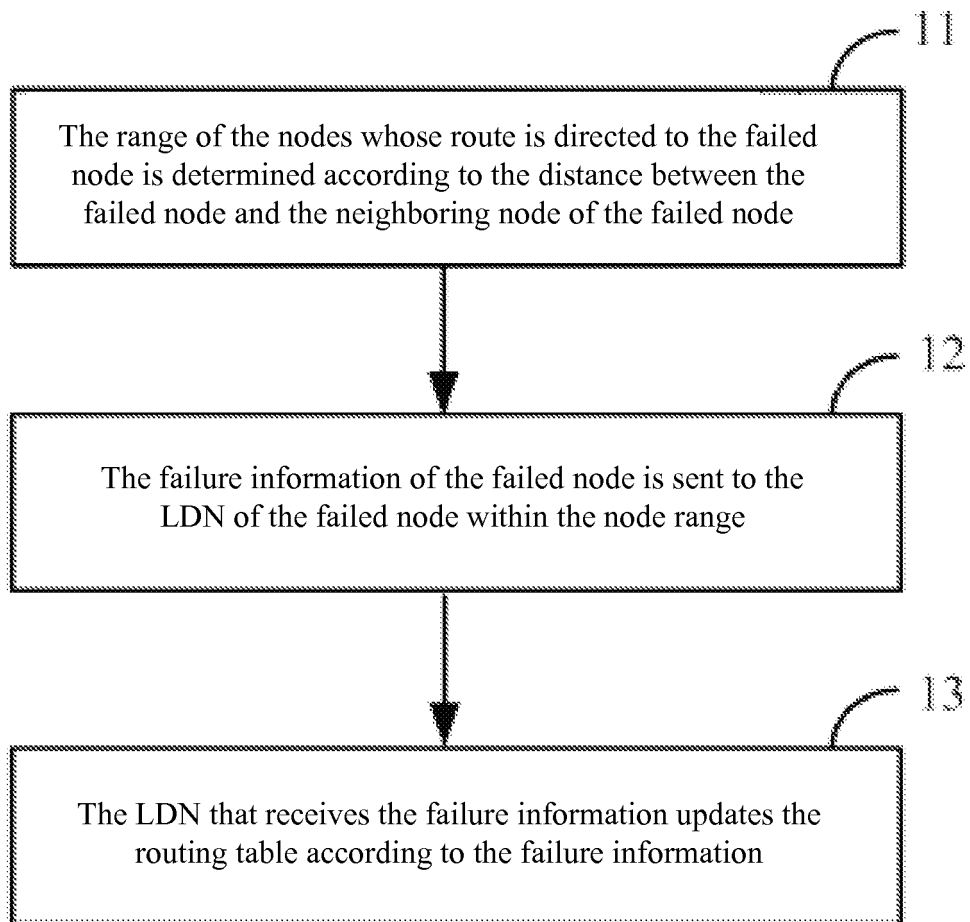 11
The range of the nodes whose route is directed to the failed
node is determined according to the distance between the
failed node and the neighboring node of the failed node
12
The failure information of the failed node is sent to the
LDN of the failed node within the node range
13
The LDN that receives the failure information updates the
routing table according to the failure information